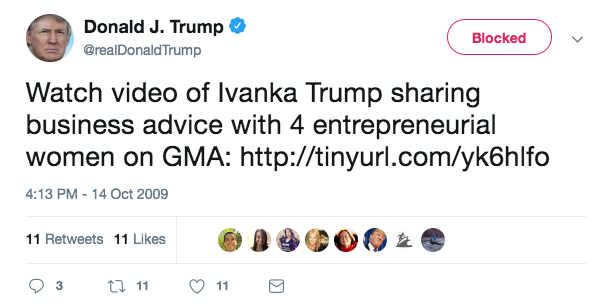 Donald J. Trump
Blocked
@realDonaldTrump
Watch video of Ivanka Trump sharing
business advice with 4 entrepreneurial
women on GMA: http://tinyurl.com/yk6hlfo
4:13 PM - 14 Oct 2009
11 Retweets 11 Likes
3 11 11